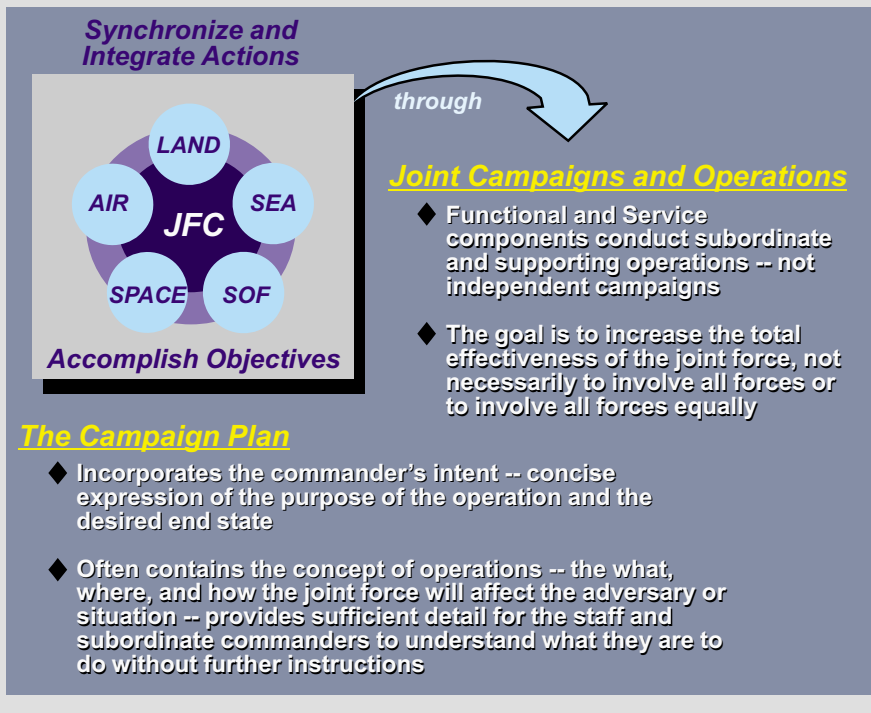 Synchronize and
Integrate Actions
through
LAND
AIR
SEA
JFC
SPACE
SOF
Accomplish Objectives
Joint Campaigns and Operations
Functional and Service
components conduct subordinate
and supporting operations -- not
independent campaigns
The goal is to increase the total
effectiveness of the joint force, not
necessarily to involve all forces or
to involve all forces equally
The Campaign Plan
Incorporates the commander’s intent -- concise
expression of the purpose of the operation and the
desired end state
Often contains the concept of operations -- the what,
where, and how the joint force will affect the adversary or
situation -- provides sufficient detail for the staff and
subordinate commanders to understand what they are to
do without further instructions